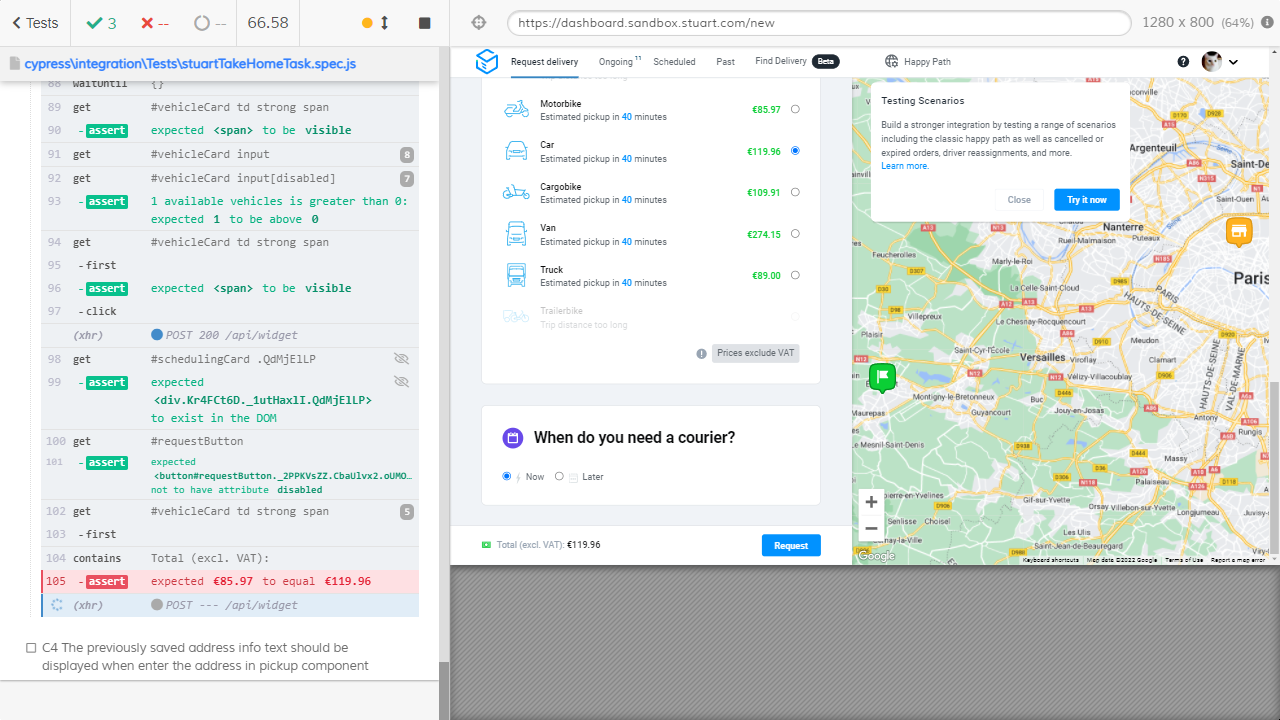 Tests
3
--
--
66.58
https://dashboard.sandbox.stuart.com/new
1280 x 800 (64%)
cypress\integration\Tests\stuartTakeHomeTask.spec.js
88 waitUntil {}
89 get #vehicleCard td strong span
90 - assert expected <span> to be visible
91 get #vehicleCard input 8
92 get #vehicleCard input[disabled] 7
93 - assert 1 available vehicles is greater than 0:
expected 1 to be above 0
94 get #vehicleCard td strong span
95 - first
96 - assert expected <span> to be visible
97 - click
(xhr) POST 200 /api/widget
98 get #schedulingCard .QdMjElLP
99 - assert expected
<div.Kr4FCt6D._1utHaxlI.QdMjElLP>
to exist in the DOM
100 get #requestButton
101 - assert expected
<button#requestButton._2PPKVsZZ.CbaUlvx2.oUMO…
not to have attribute disabled
102 get #vehicleCard td strong span 5
103 - first
104 contains Total (excl. VAT):
105 - assert expected €85.97 to equal €119.96
(xhr) POST --- /api/widget
C4 The previously saved address info text should be
displayed when enter the address in pickup component
Request delivery
Ongoing 11
Scheduled
Past
Find Delivery Beta
Happy Path
Motorbike
Estimated pickup in 40 minutes
€85.97
Car
Estimated pickup in 40 minutes
€119.96
Cargobike
Estimated pickup in 40 minutes
€109.91
Van
Estimated pickup in 40 minutes
€274.15
Truck
Estimated pickup in 40 minutes
€89.00
Trailerbike
Trip distance too long
Prices exclude VAT
When do you need a courier?
Now
Later
Total (excl. VAT): €119.96
Request
Testing Scenarios
Build a stronger integration by testing a range of scenarios
including the classic happy path as well as cancelled or
expired orders, driver reassignments, and more.
Learn more.
Close
Try it now
Argenteuil
Saint-De
Saint-Ouen
Nanterre
Puteaux
Rueil-Malmaison
Feucherolles
Marly-le-Roi
Paris
La Celle-Saint-Cloud
Le Chesnay-Rocquencourt
Villepreux
Plaisir
Saint-Cyr-l'École
Versailles
Meudon
Clamart
Vélizy-Villacoublay
HAUTS-DE-SEINE
PARIS
HAUTS-DE-SEINE
VAL-DE-MARNE
Montigny-le-Bretonneux
Maurepas
Guyancourt
Buc
Jouy-en-Josas
Antony
Rungis
Le Mesnil-Saint-Denis
Massy
Palaiseau
Gif-sur-Yvette
Orsay
Villebon-sur-Yvette
Longjumeau
Senlisse
Choisel
Les Ulis
Saint-Jean-de-Beauregard
Google
Keyboard shortcuts
Map data ©2022 Google
Terms of Use
Report a map error